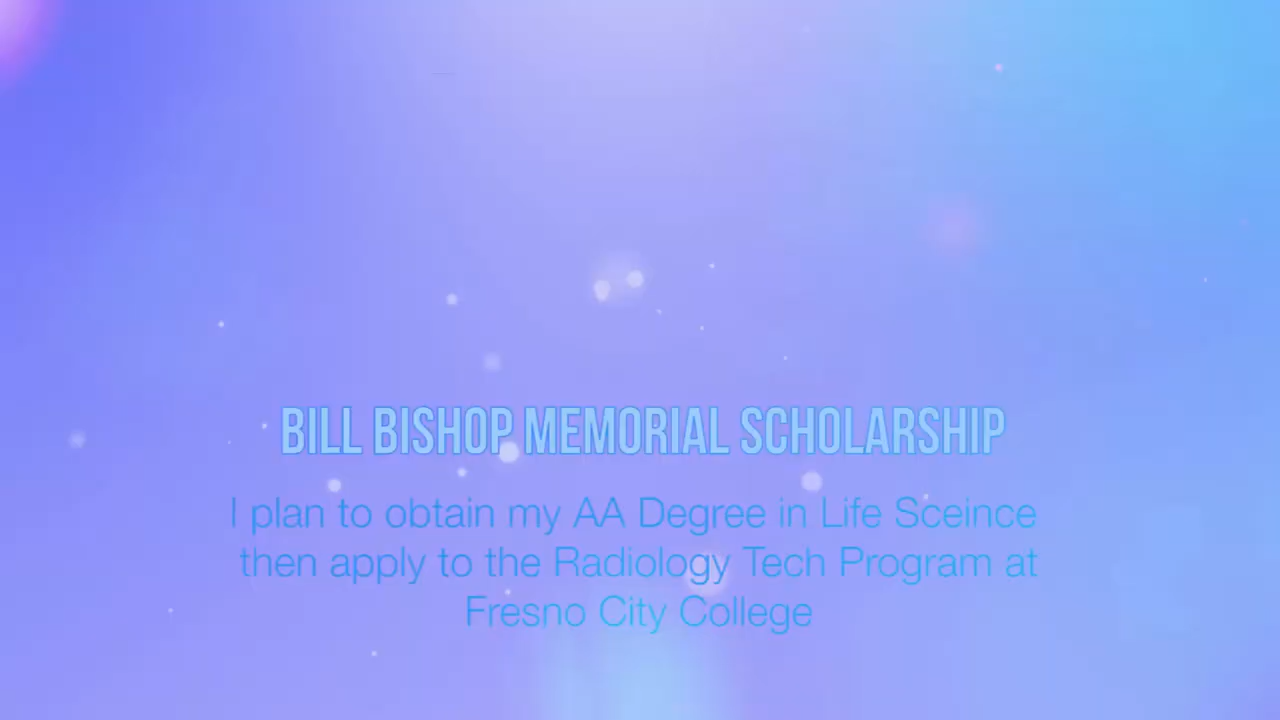 BILL BISHOP MEMORIAL SCHOLARSHIP
I plan to obtain my AA Degree in Life Sceince
then apply to the Radiology Tech Program at
Fresno City College